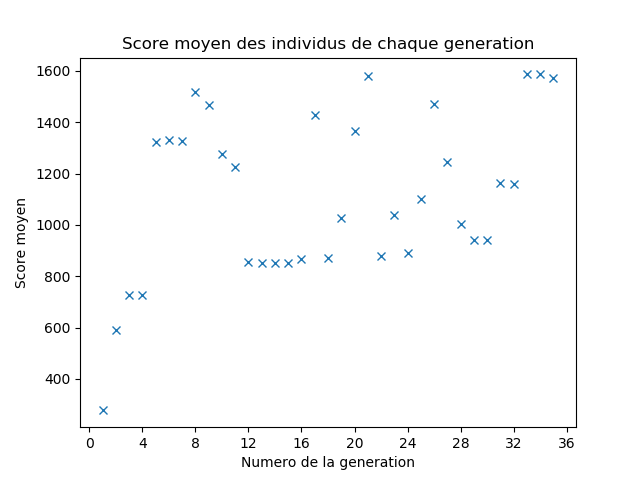 Score moyen des individus de chaque generation
1600
1400
1200
1000
800
600
400
Score moyen
0 4 8 12 16 20 24 28 32 36
Numero de la generation